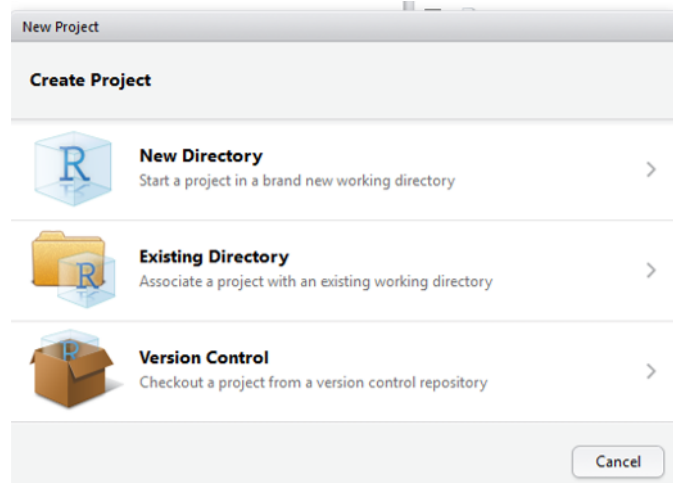 New Project
Create Project
R
New Directory
Start a project in a brand new working directory
R
Existing Directory
Associate a project with an existing working directory
R
Version Control
Checkout a project from a version control repository
Cancel